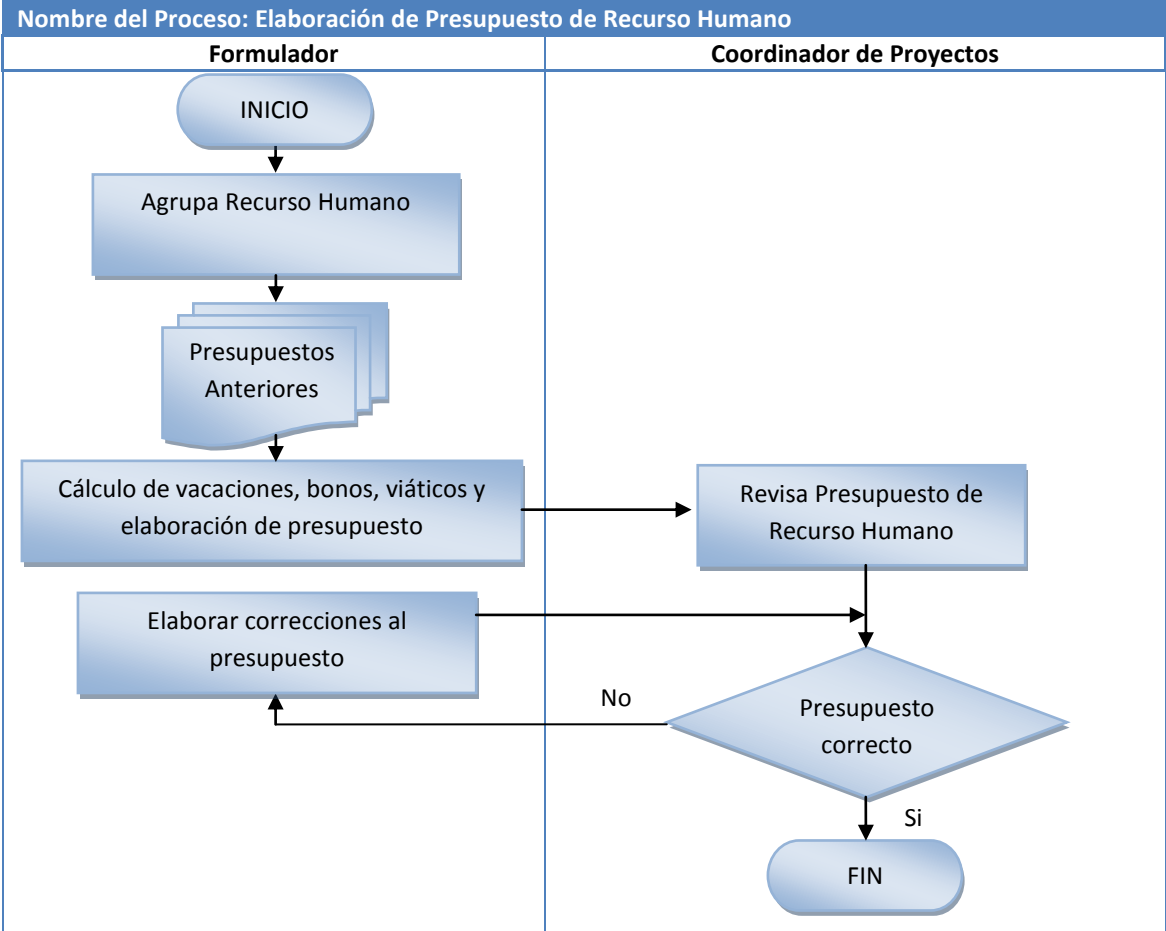 Nombre del Proceso: Elaboración de Presupuesto de Recurso Humano
Formulador
Coordinador de Proyectos
INICIO
Agrupa Recurso Humano
Presupuestos
Anteriores
Cálculo de vacaciones, bonos, viáticos y
elaboración de presupuesto
Revisa Presupuesto de
Recurso Humano
Elaborar correcciones al
presupuesto
No
Presupuesto
correcto
Si
FIN